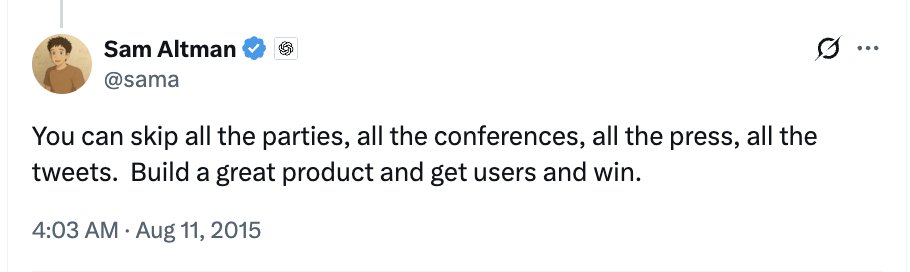 Sam Altman
@sama
You can skip all the parties, all the conferences, all the press, all the
tweets.  Build a great product and get users and win.
4:03 AM · Aug 11, 2015